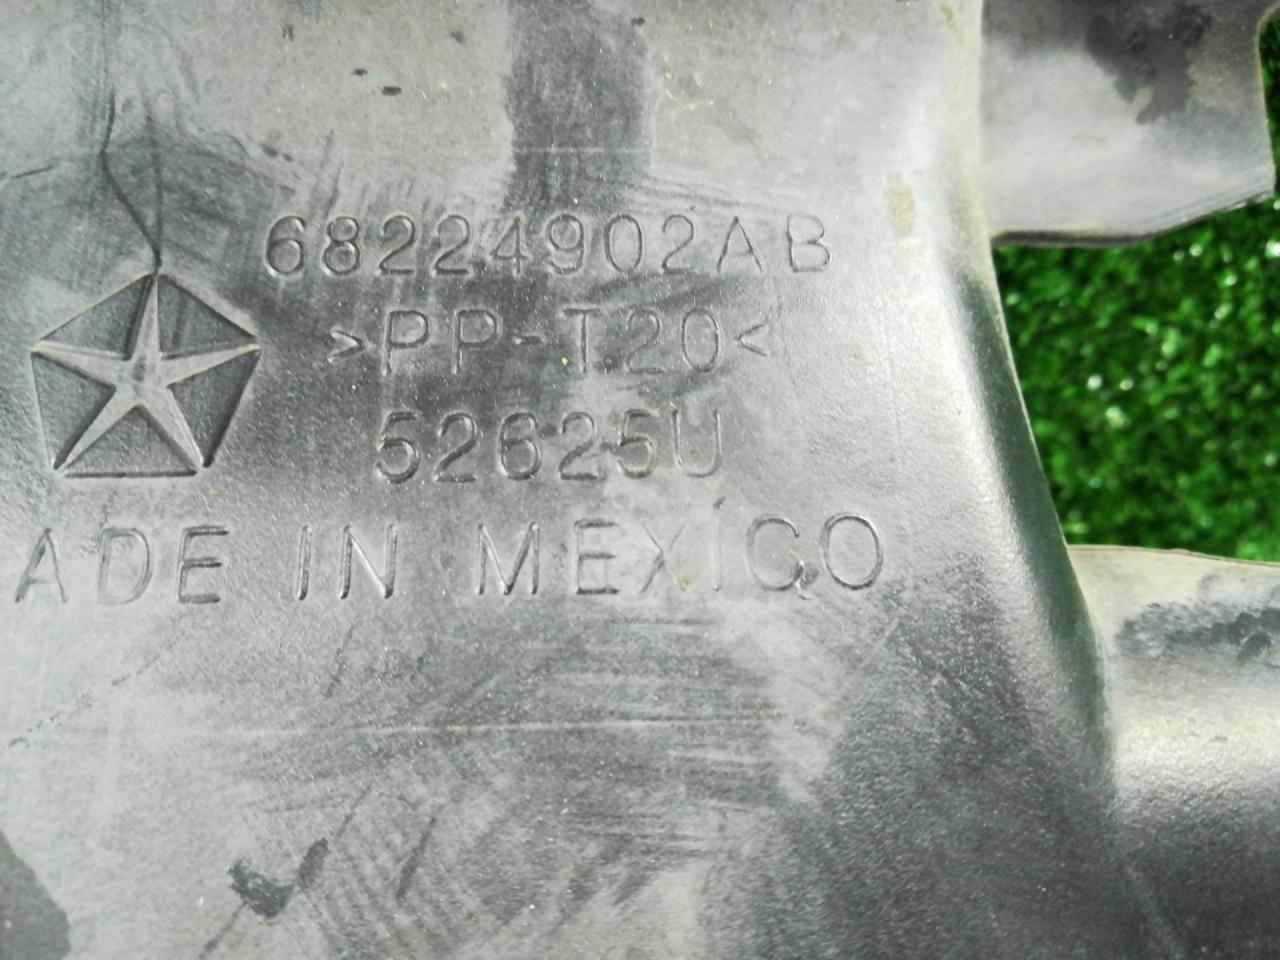 68224902AB
>PP-T20<
52625U
ADE IN MEXICO